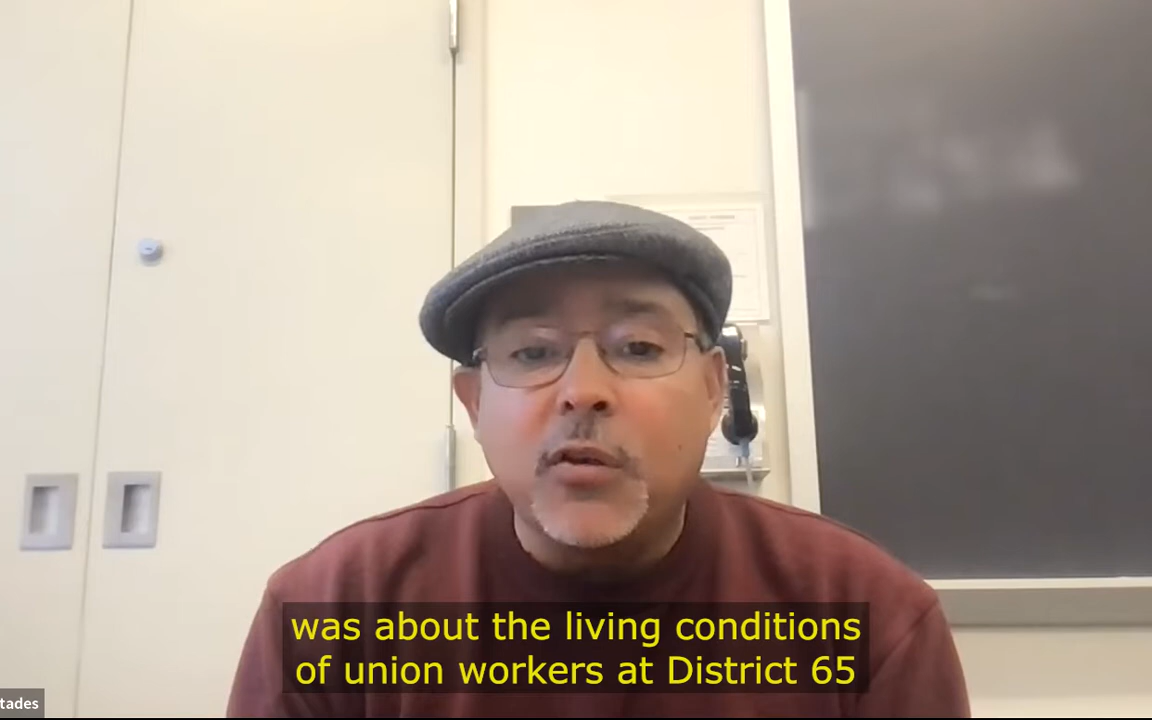 was about the living conditions
of union workers at District 65
tades